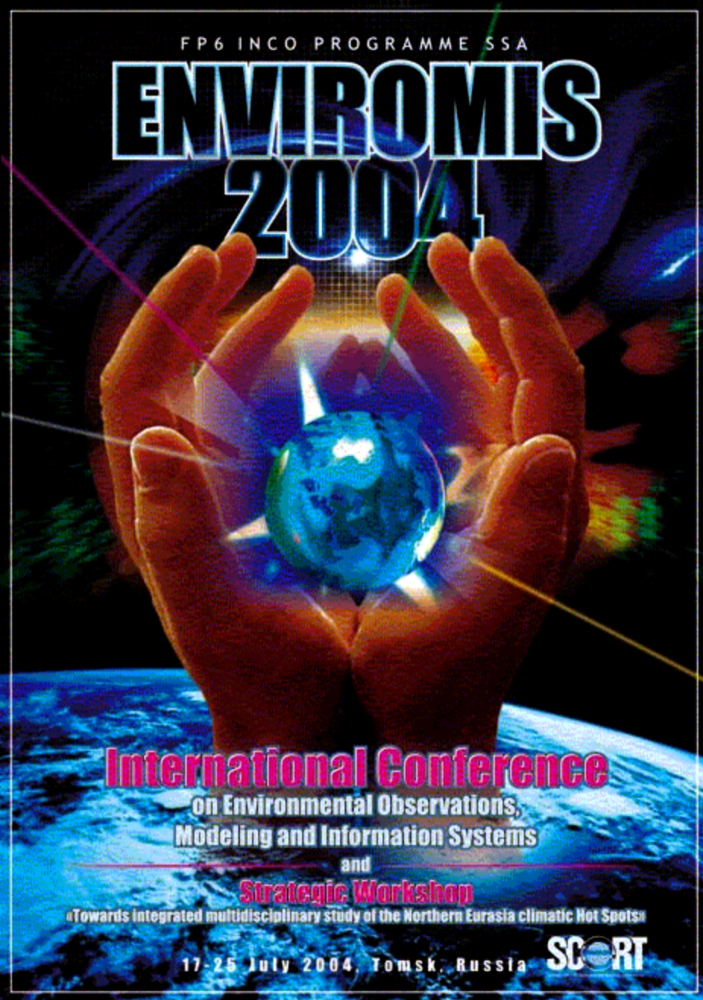 FP6 INCO PROGRAMME SSA
ENVIROMIS
2004
International Conference
on Environmental Observations,
Modeling and Information Systems
and
Strategic Workshop
«Towards integrated multidisciplinary study of the Northern Eurasia climatic Hot Spots»
SCORT
17-25 July 2004, Tomsk, Russia